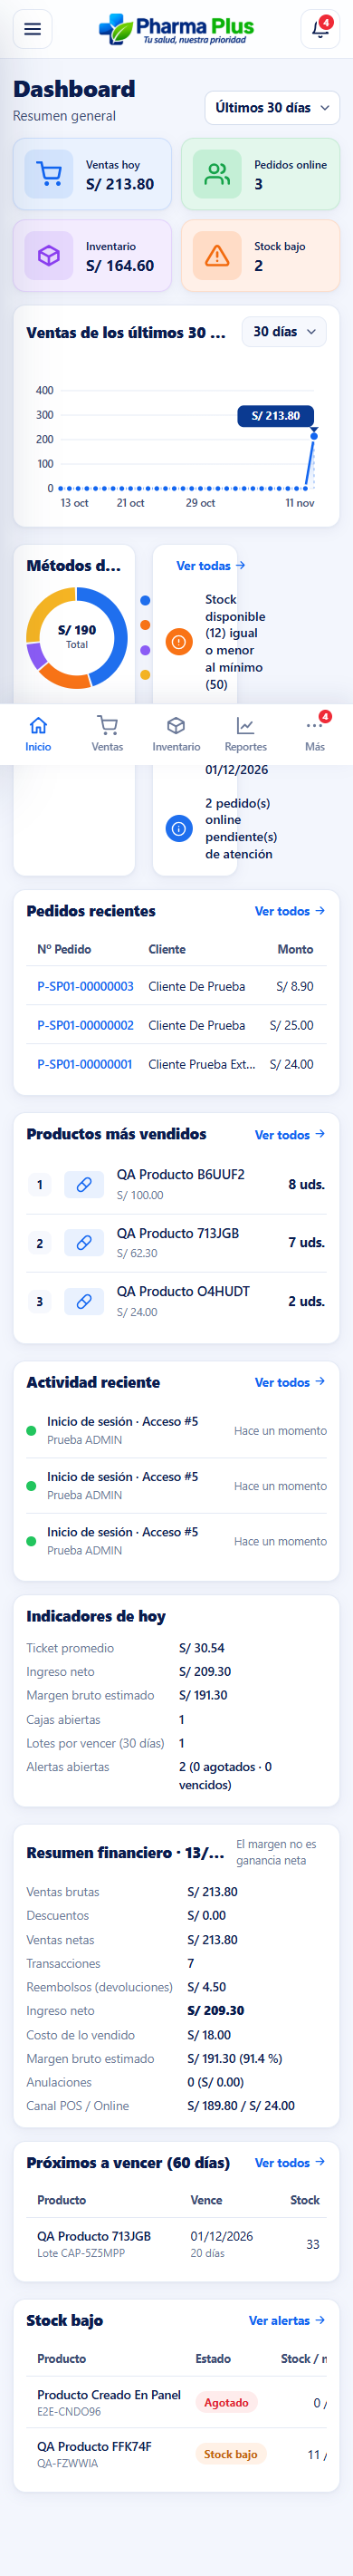 Pharma Plus
Tu salud, nuestra prioridad
4
Dashboard
Resumen general
Últimos 30 días
Ventas hoy
S/ 213.80
Pedidos online
3
Inventario
S/ 164.60
Stock bajo
2
Ventas de los últimos 30 ...
30 días
400
300
200
100
0
S/ 213.80
13 oct
21 oct
29 oct
11 nov
Métodos d...
S/ 190
Total
Ver todas →
Stock
disponible
(12) igual
o menor
al mínimo
(50)
Inicio
Ventas
Inventario
Reportes
4
Más
01/12/2026
2 pedido(s)
online
pendiente(s)
de atención
Pedidos recientes
Ver todos →
Nº Pedido Cliente Monto
P-SP01-00000003 Cliente De Prueba S/ 8.90
P-SP01-00000002 Cliente De Prueba S/ 25.00
P-SP01-00000001 Cliente Prueba Ext... S/ 24.00
Productos más vendidos
Ver todos →
1 QA Producto B6UUF2 8 uds.
S/ 100.00
2 QA Producto 713JGB 7 uds.
S/ 62.30
3 QA Producto O4HUDT 2 uds.
S/ 24.00
Actividad reciente
Ver todos →
Inicio de sesión · Acceso #5 Hace un momento
Prueba ADMIN
Inicio de sesión · Acceso #5 Hace un momento
Prueba ADMIN
Inicio de sesión · Acceso #5 Hace un momento
Prueba ADMIN
Indicadores de hoy
Ticket promedio S/ 30.54
Ingreso neto S/ 209.30
Margen bruto estimado S/ 191.30
Cajas abiertas 1
Lotes por vencer (30 días) 1
Alertas abiertas 2 (0 agotados · 0
vencidos)
Resumen financiero · 13/...
El margen no es
ganancia neta
Ventas brutas S/ 213.80
Descuentos S/ 0.00
Ventas netas S/ 213.80
Transacciones 7
Reembolsos (devoluciones) S/ 4.50
Ingreso neto S/ 209.30
Costo de lo vendido S/ 18.00
Margen bruto estimado S/ 191.30 (91.4 %)
Anulaciones 0 (S/ 0.00)
Canal POS / Online S/ 189.80 / S/ 24.00
Próximos a vencer (60 días)
Ver todos →
Producto Vence Stock
QA Producto 713JGB 01/12/2026 33
Lote CAP-5Z5MPP 20 días
Stock bajo
Ver alertas →
Producto Estado Stock /
Producto Creado En Panel Agotado 0 /
E2E-CNDO96
QA Producto FFK74F Stock bajo 11 /
QA-FZWWIA